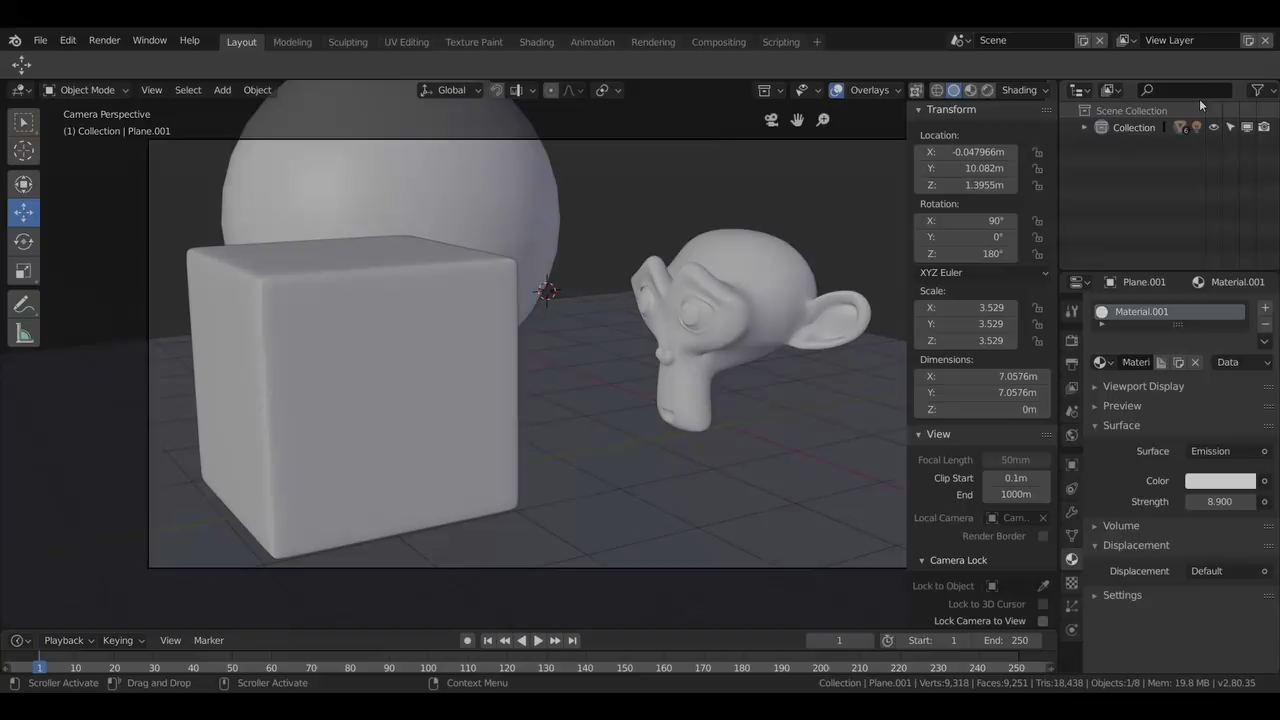 File Edit Render Window Help Layout Modeling Sculpting UV Editing Texture Paint Shading Animation Rendering Compositing Scripting + Scene View Layer
Object Mode View Select Add Object Global Overlays Shading
Camera Perspective
(1) Collection | Plane.001
Transform
Location:
X: -0.047966m
Y: 10.082m
Z: 1.3955m
Rotation:
X: 90°
Y: 0°
Z: 180°
XYZ Euler
Scale:
X: 3.529
Y: 3.529
Z: 3.529
Dimensions:
X: 7.0576m
Y: 7.0576m
Z: 0m
View
Focal Length 50mm
Clip Start 0.1m
End 1000m
Local Camera Cam..
Render Border
Camera Lock
Lock to Object
Lock to 3D Cursor
Lock Camera to View
Scene Collection
Collection 6
Plane.001 Material.001
Material.001
Materi Data
Viewport Display
Preview
Surface
Surface Emission
Color
Strength 8.900
Volume
Displacement
Displacement Default
Settings
Playback Keying View Marker 1 Start: 1 End: 250
1 10 20 30 40 50 60 70 80 90 100 110 120 130 140 150 160 170 180 190 200 210 220 230 240 250
Scroller Activate Drag and Drop Scroller Activate Context Menu Collection | Plane.001 | Verts:9,318 | Faces:9,251 | Tris:18,438 | Objects:1/8 | Mem: 19.8 MB | v2.80.35